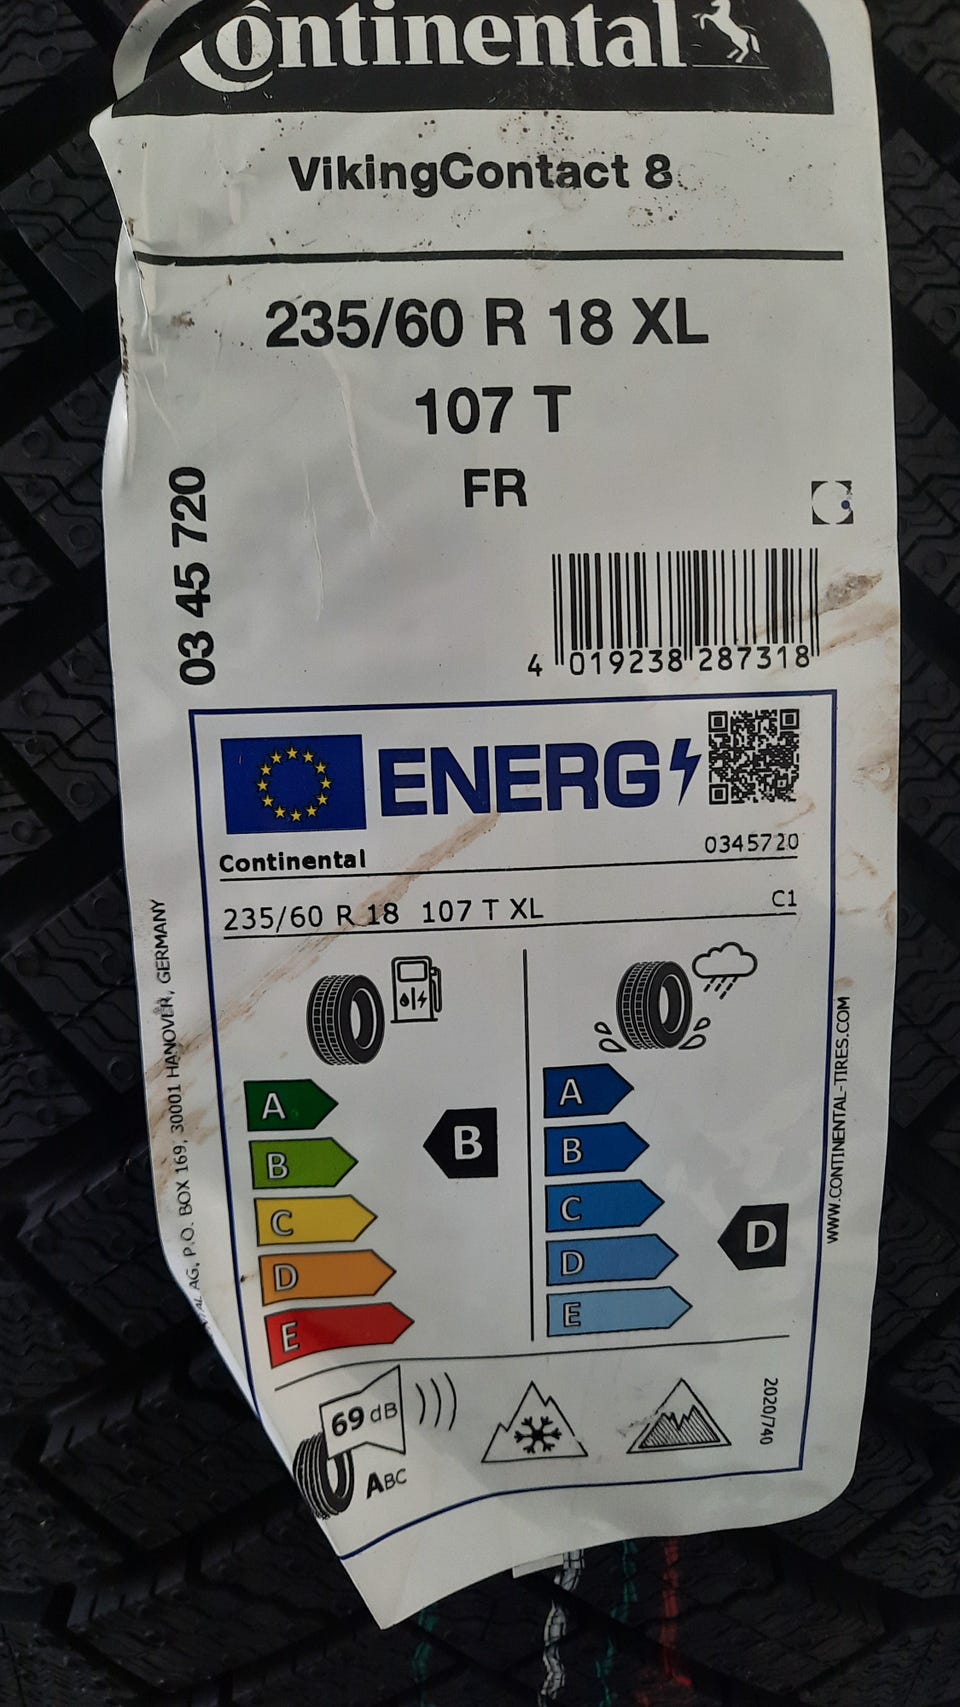 Continental
VikingContact 8
235/60 R 18 XL
107 T
FR
03 45 720
4 019238 287318
ENERG
Continental
0345720
235/60 R 18 107 T XL
C1
A
B
C
D
E
B
A
B
C
D
E
D
69 dB
ABC
2020/740
AG, P.O. BOX 169, 30001 HANOVER, GERMANY
WWW.CONTINENTAL-TIRES.COM